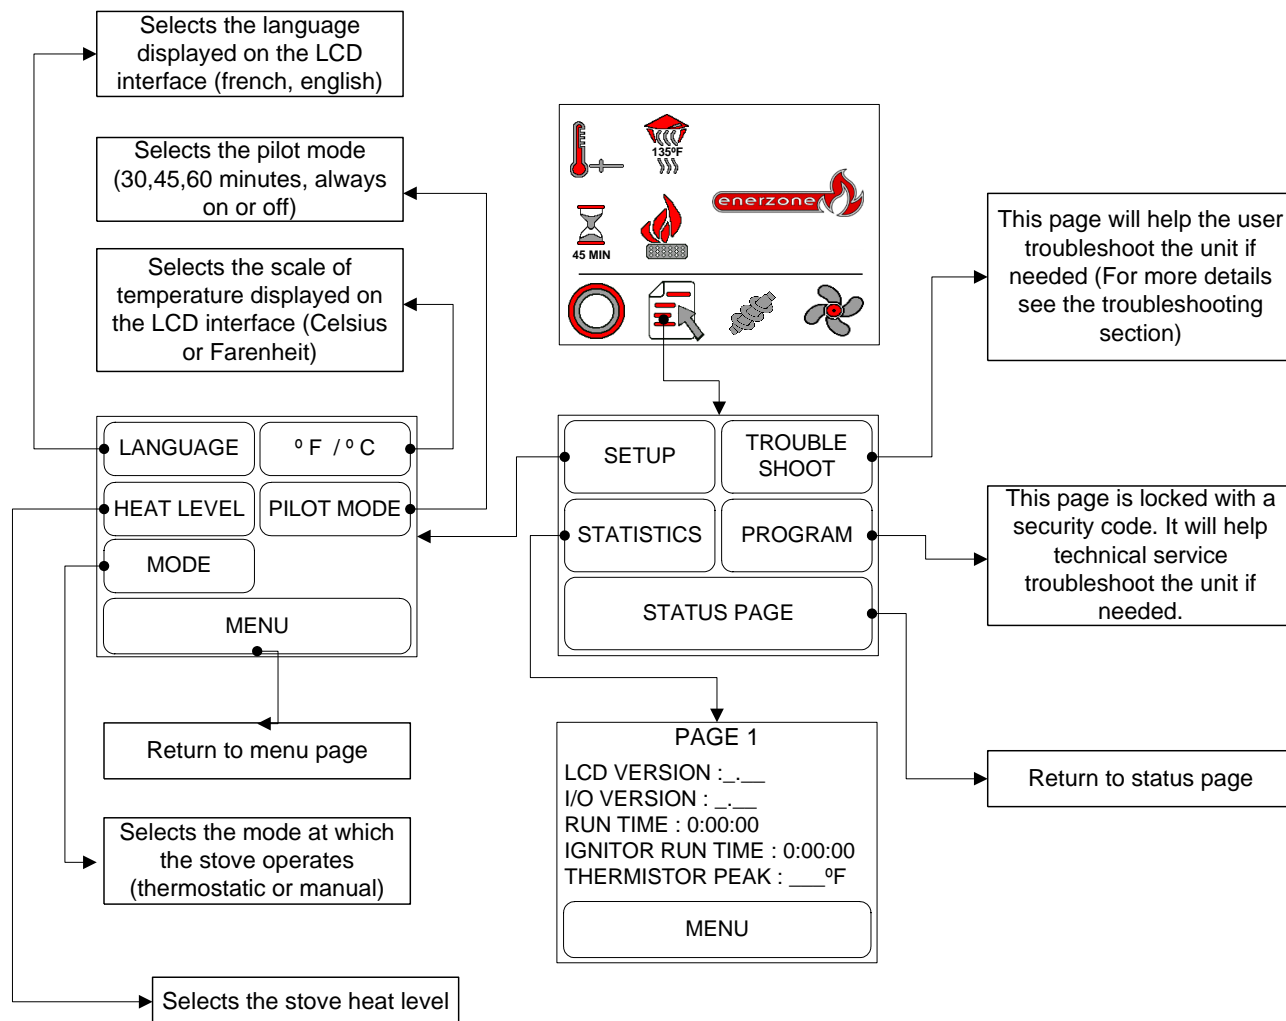 Selects the language
displayed on the LCD
interface (french, english)
Selects the pilot mode
(30,45,60 minutes, always
on or off)
Selects the scale of
temperature displayed on
the LCD interface (Celsius
or Farenheit)
LANGUAGE
º F / º C
HEAT LEVEL
PILOT MODE
MODE
MENU
Return to menu page
Selects the mode at which
the stove operates
(thermostatic or manual)
Selects the stove heat level
135ºF
enerzone
45 MIN
SETUP
TROUBLE
SHOOT
STATISTICS
PROGRAM
STATUS PAGE
PAGE 1
LCD VERSION :_.__
I/O VERSION : _.__
RUN TIME : 0:00:00
IGNITOR RUN TIME : 0:00:00
THERMISTOR PEAK : ___ºF
MENU
This page will help the user
troubleshoot the unit if
needed (For more details
see the troubleshooting
section)
This page is locked with a
security code. It will help
technical service
troubleshoot the unit if
needed.
Return to status page